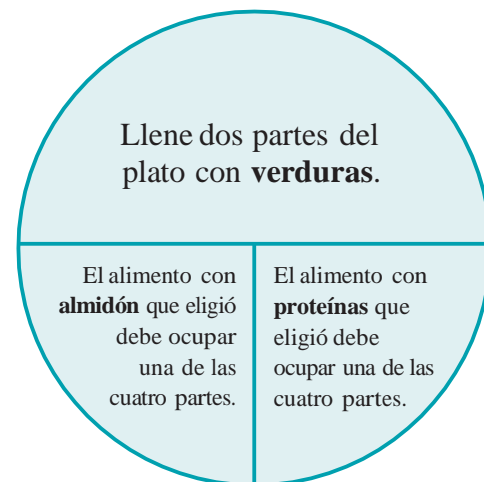 Llene dos partes del
plato con verduras.
El alimento con
almidón que eligió
debe ocupar
una de las
cuatro partes.
El alimento con
proteínas que
eligió debe
ocupar una de las
cuatro partes.